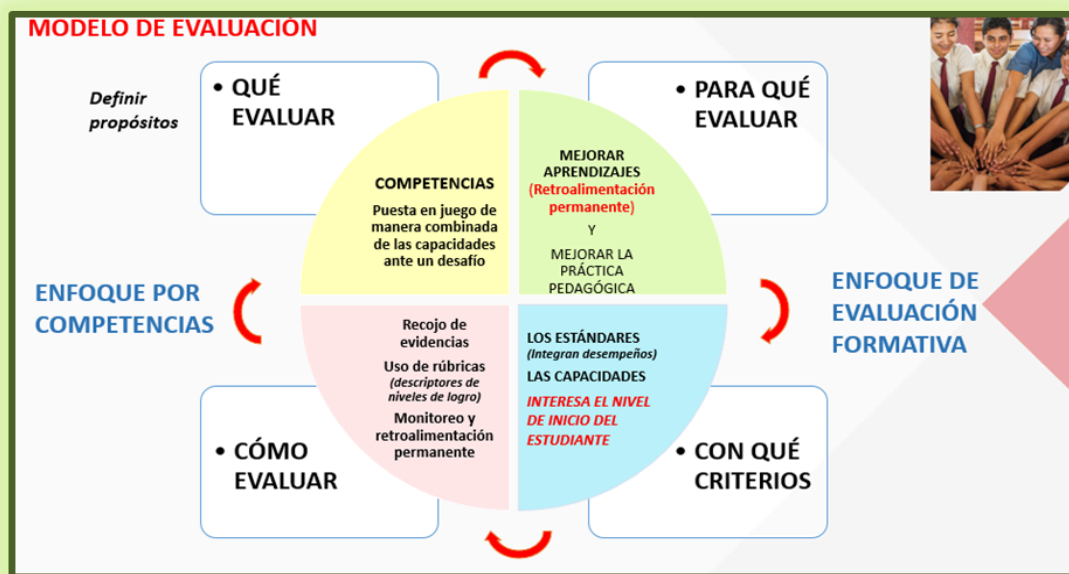 MODELO DE EVALUACIÓN
Definir
propósitos
• QUÉ
EVALUAR
COMPETENCIAS
Puesta en juego de
manera combinada
de las capacidades
ante un desafío
• PARA QUÉ
EVALUAR
MEJORAR
APRENDIZAJES
(Retroalimentación
permanente)
Y
MEJORAR LA
PRÁCTICA
PEDAGÓGICA
ENFOQUE POR
COMPETENCIAS
ENFOQUE DE
EVALUACIÓN
FORMATIVA
Recojo de
evidencias
Uso de rúbricas
(descriptores de
niveles de logro)
Monitoreo y
retroalimentación
permanente
• CÓMO
EVALUAR
LOS ESTÁNDARES
(Integran desempeños)
LAS CAPACIDADES
INTERESA EL NIVEL
DE INICIO DEL
ESTUDIANTE
• CON QUÉ
CRITERIOS